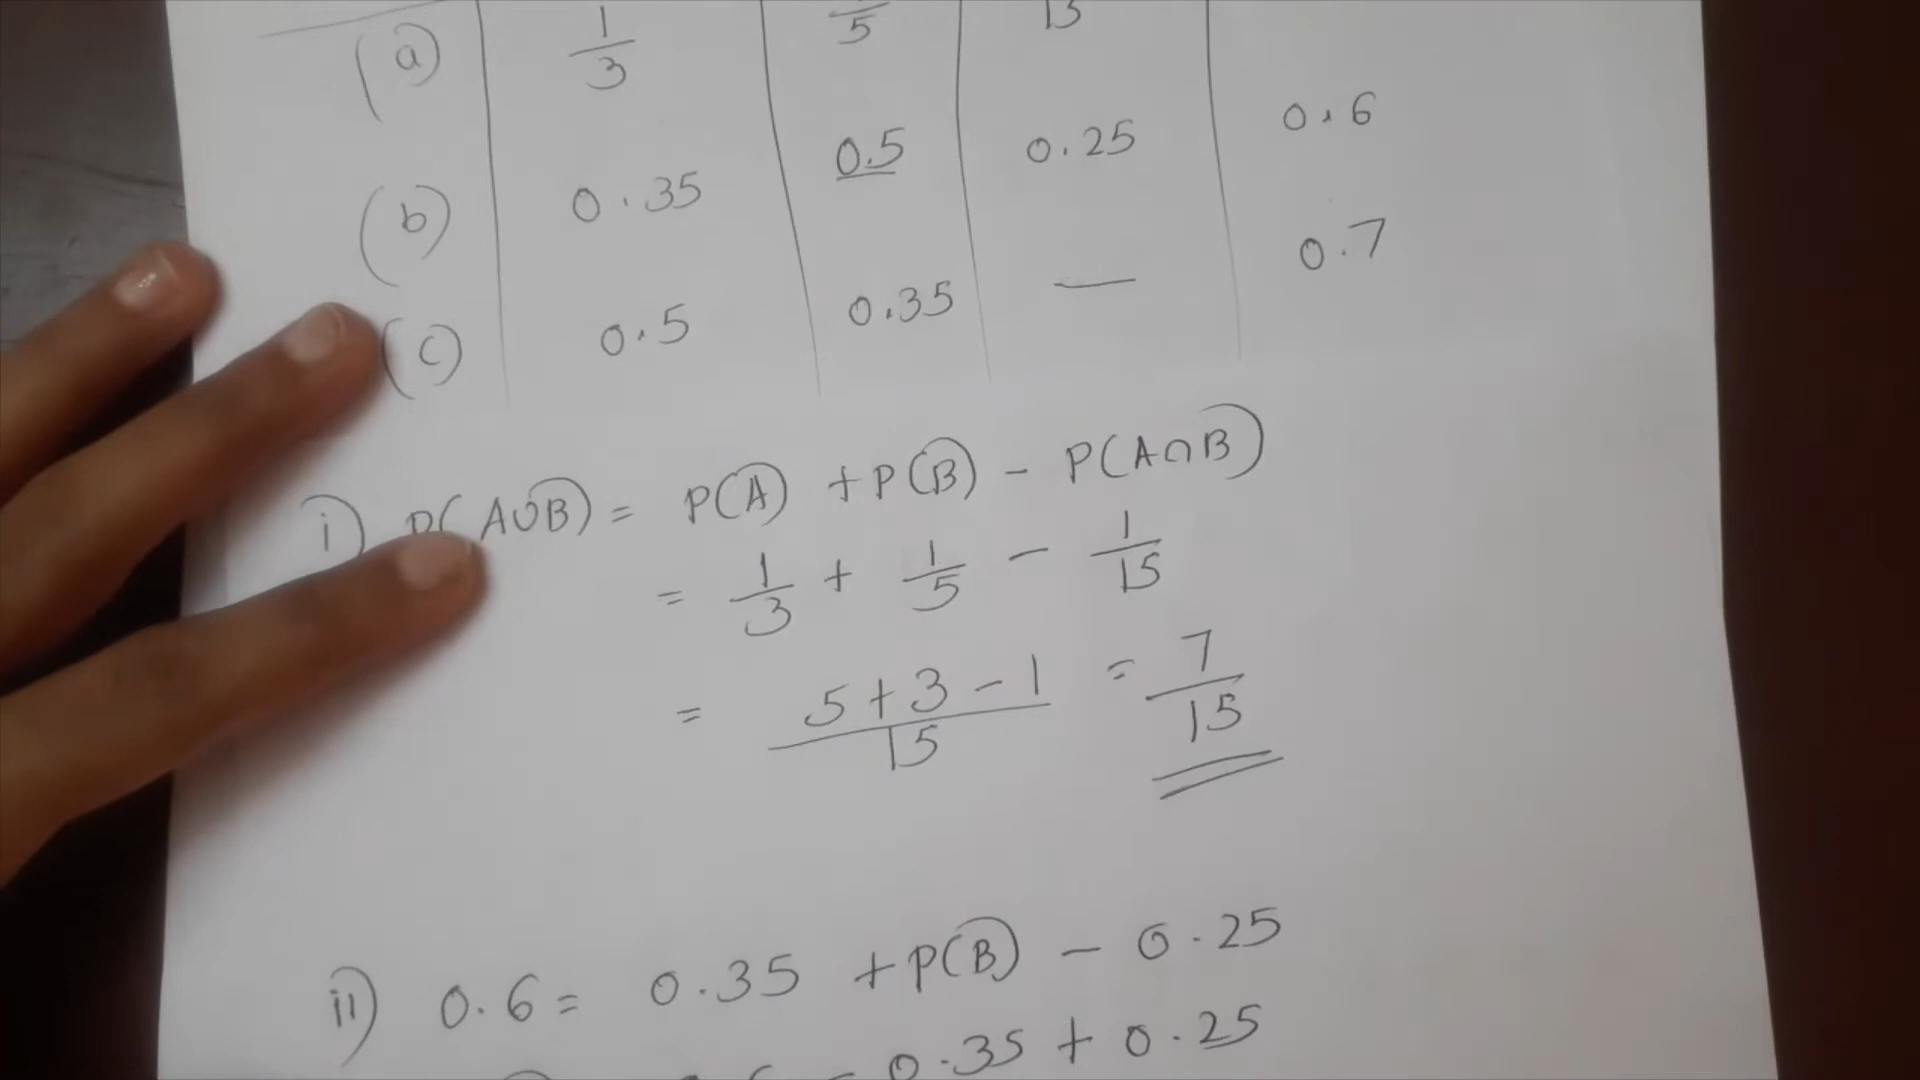 (a) 1/3 /5 15
(b) 0.35 0.5 0.25 0.6
(c) 0.5 0.35 — 0.7
i) P(A∪B) = P(A) + P(B) - P(A∩B)
= 1/3 + 1/5 - 1/15
= 5+3-1/15 = 7/15
ii) 0.6 = 0.35 + P(B) - 0.25
- 0.35 + 0.25